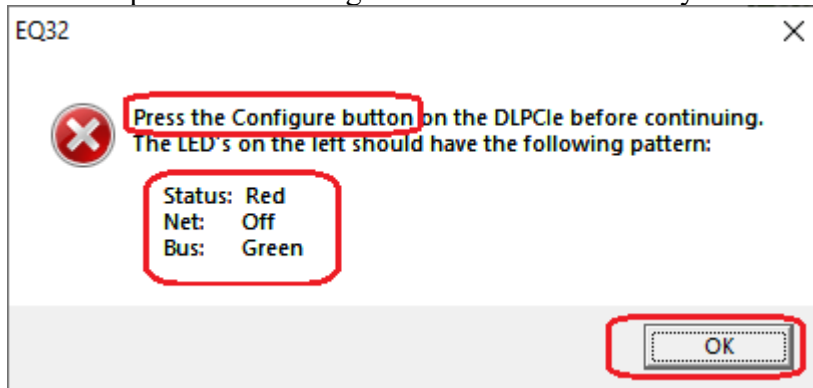 EQ32
Press the Configure button on the DLPCIe before continuing.
The LED's on the left should have the following pattern:
Status: Red
Net: Off
Bus: Green
OK